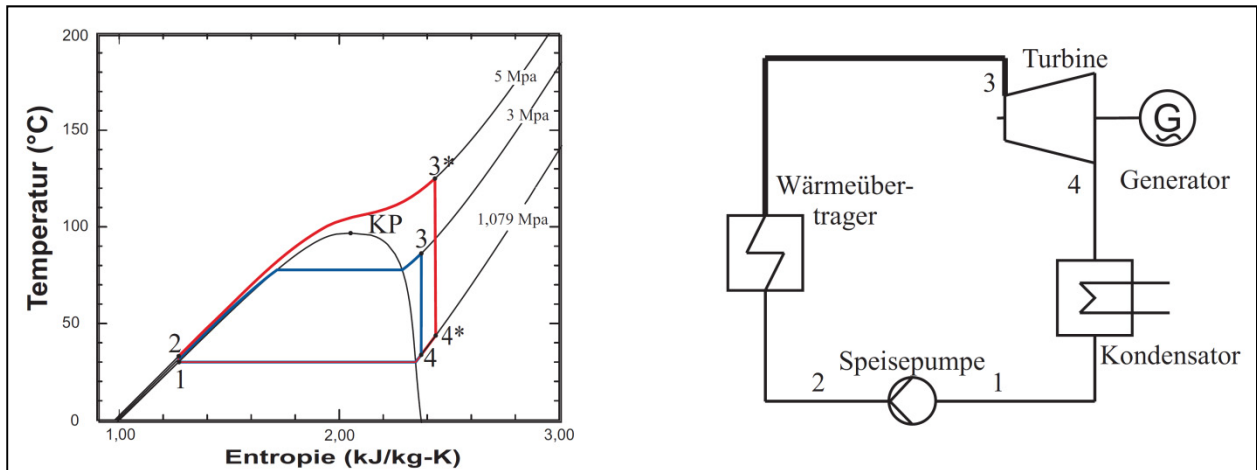 200
150
100
50
0
Temperatur (°C)
1,00
2,00
3,00
Entropie (kJ/kg-K)
5 Mpa
3 Mpa
1,079 Mpa
3*
KP
3
4*
4
2
1
Turbine
3
G
4
Generator
Wärmeüber-
trager
Kondensator
Speisepumpe
2
1